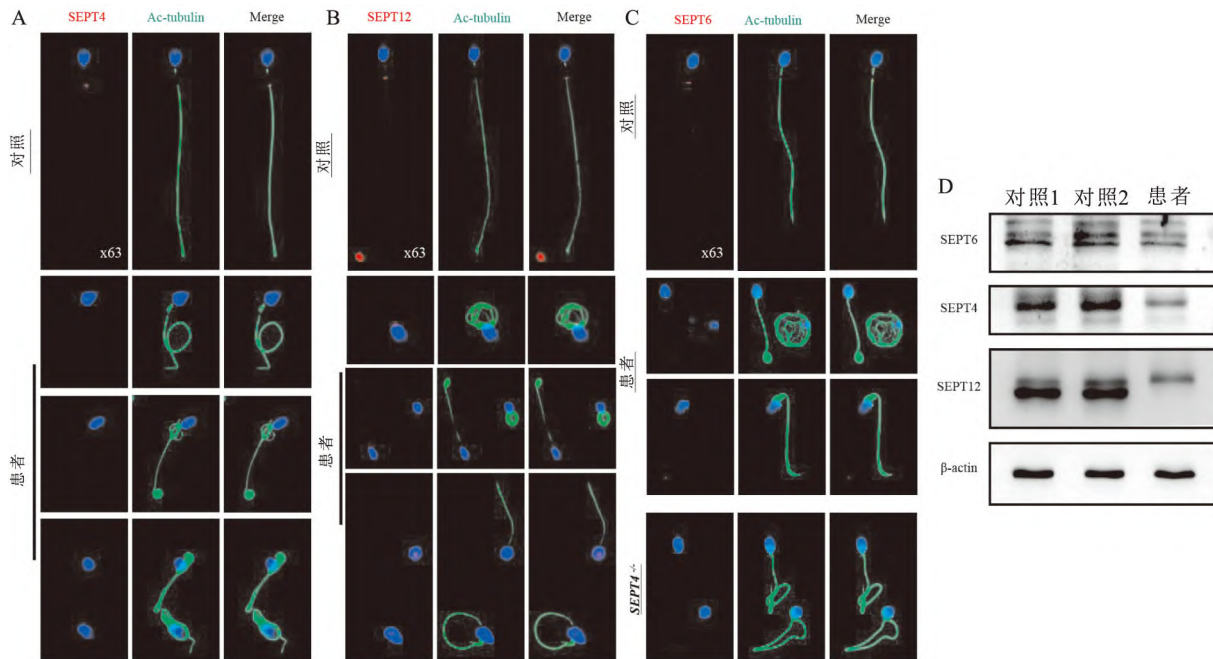 A SEPT4 Ac-tubulin Merge
对照
x63
患者
B SEPT12 Ac-tubulin Merge
对照
x63
患者
C SEPT6 Ac-tubulin Merge
对照
x63
患者
SEPT4 -/-
D
对照1 对照2 患者
SEPT6
SEPT4
SEPT12
β-actin